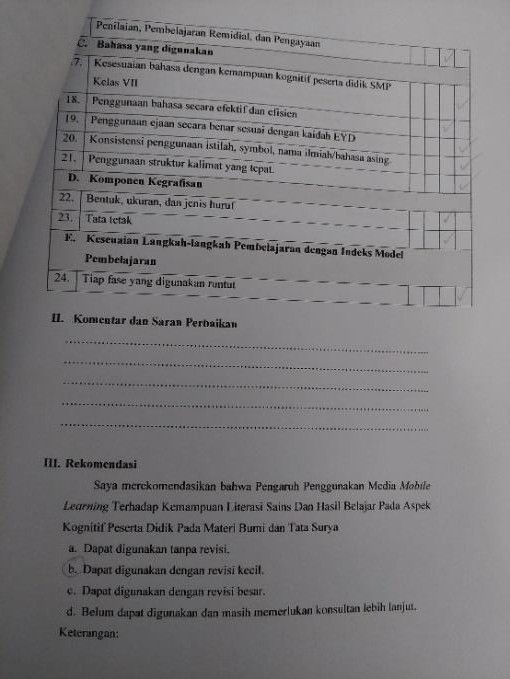 Penilaian, Pembelajaran Remidial, dan Pengayaan
C. Bahasa yang digunakan
7. Kesesuaian bahasa dengan kemampuan kognitif peserta didik SMP
Kelas VII
18. Penggunaan bahasa secara efektif dan efisien
19. Penggunaan ejaan secara benar sesuai dengan kaidah EYD
20. Konsistensi penggunaan istilah, symbol, nama ilmiah/bahasa asing.
21. Penggunaan struktur kalimat yang tepat.
D. Komponen Kegrafisan
22. Bentuk, ukuran, dan jenis huruf
23. Tata letak
E. Kesesuaian Langkah-langkah Pembelajaran dengan Indeks Model
Pembelajaran
24. Tiap fase yang digunakan runtut
II. Komentar dan Saran Perbaikan
III. Rekomendasi
Saya merekomendasikan bahwa Pengaruh Penggunakan Media Mobile
Learning Terhadap Kemampuan Literasi Sains Dan Hasil Belajar Pada Aspek
Kognitif Peserta Didik Pada Materi Bumi dan Tata Surya
a. Dapat digunakan tanpa revisi.
b. Dapat digunakan dengan revisi kecil.
c. Dapat digunakan dengan revisi besar.
d. Belum dapat digunakan dan masih memerlukan konsultan lebih lanjut.
Keterangan: